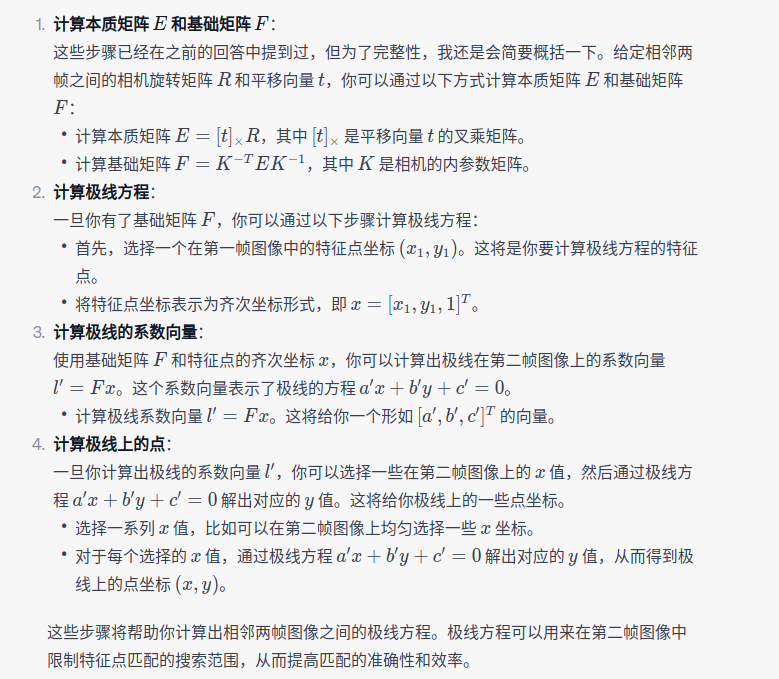 1. 计算本质矩阵 E 和基础矩阵 F：
这些步骤已经在之前的回答中提到过，但为了完整性，我还是会简要概括一下。给定相邻两
帧之间的相机旋转矩阵 R 和平移向量 t，你可以通过以下方式计算本质矩阵 E 和基础矩阵
F：
• 计算本质矩阵 E = [t]ₓR，其中 [t]ₓ 是平移向量 t 的叉乘矩阵。
• 计算基础矩阵 F = K⁻ᵀEK⁻¹，其中 K 是相机的内参数矩阵。
2. 计算极线方程：
一旦你有了基础矩阵 F，你可以通过以下步骤计算极线方程：
• 首先，选择一个在第一帧图像中的特征点坐标 (x₁, y₁)。这将是你要计算极线方程的特征
点。
• 将特征点坐标表示为齐次坐标形式，即 x = [x₁, y₁, 1]ᵀ。
3. 计算极线的系数向量：
使用基础矩阵 F 和特征点的齐次坐标 x，你可以计算出极线在第二帧图像上的系数向量
l′ = Fx。这个系数向量表示了极线的方程 a′x + b′y + c′ = 0。
• 计算极线系数向量 l′ = Fx。这将给你一个形如 [a′, b′, c′]ᵀ 的向量。
4. 计算极线上的点：
一旦你计算出极线的系数向量 l′，你可以选择一些在第二帧图像上的 x 值，然后通过极线方
程 a′x + b′y + c′ = 0 解出对应的 y 值。这将给你极线上的一些点坐标。
• 选择一系列 x 值，比如可以在第二帧图像上均匀选择一些 x 坐标。
• 对于每个选择的 x 值，通过极线方程 a′x + b′y + c′ = 0 解出对应的 y 值，从而得到极
线上的点坐标 (x, y)。
这些步骤将帮助你计算出相邻两帧图像之间的极线方程。极线方程可以用来在第二帧图像中
限制特征点匹配的搜索范围，从而提高匹配的准确性和效率。